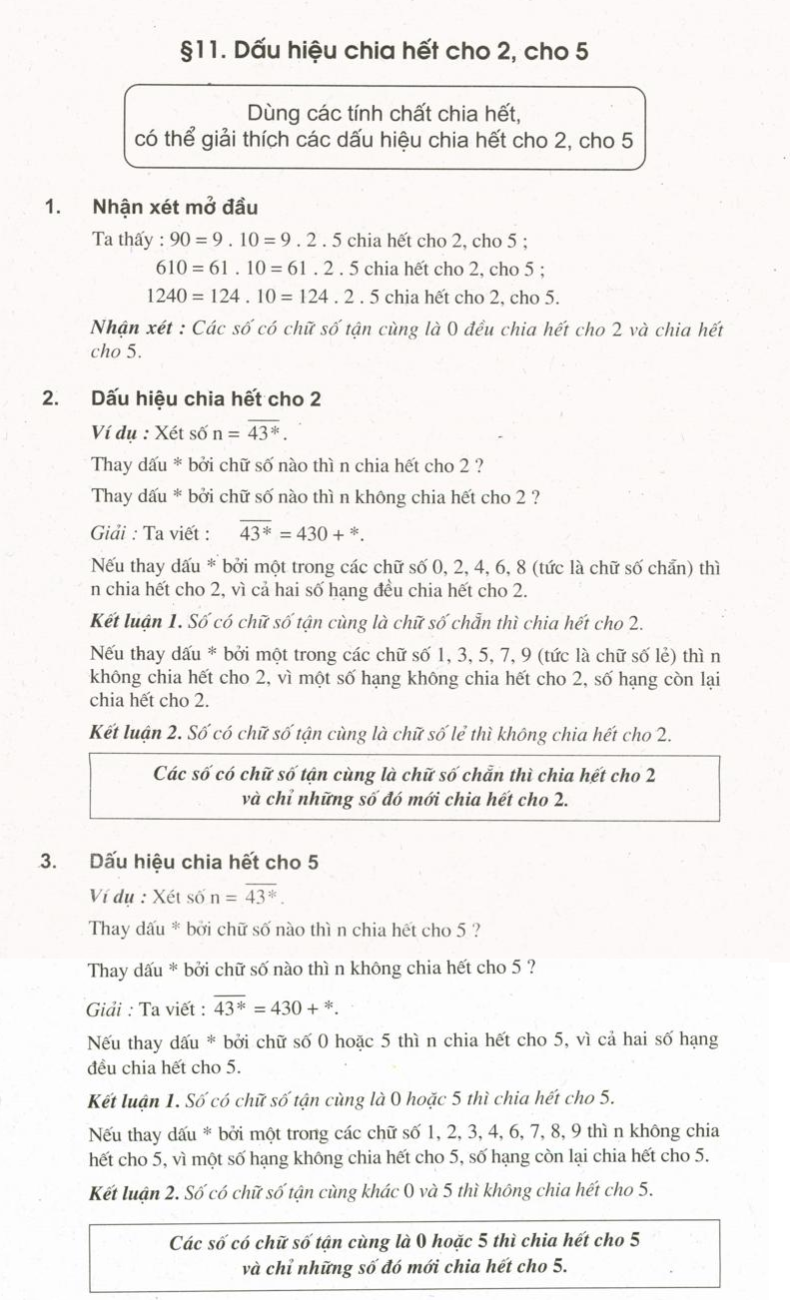 §11. Dấu hiệu chia hết cho 2, cho 5
Dùng các tính chất chia hết,
có thể giải thích các dấu hiệu chia hết cho 2, cho 5
1. Nhận xét mở đầu
Ta thấy : 90 = 9 . 10 = 9 . 2 . 5 chia hết cho 2, cho 5 ;
610 = 61 . 10 = 61 . 2 . 5 chia hết cho 2, cho 5 ;
1240 = 124 . 10 = 124 . 2 . 5 chia hết cho 2, cho 5.
Nhận xét : Các số có chữ số tận cùng là 0 đều chia hết cho 2 và chia hết
cho 5.
2. Dấu hiệu chia hết cho 2
Ví dụ : Xét số n = \overline{43*}.
Thay dấu * bởi chữ số nào thì n chia hết cho 2 ?
Thay dấu * bởi chữ số nào thì n không chia hết cho 2 ?
Giải : Ta viết : \overline{43*} = 430 + *.
Nếu thay dấu * bởi một trong các chữ số 0, 2, 4, 6, 8 (tức là chữ số chẵn) thì
n chia hết cho 2, vì cả hai số hạng đều chia hết cho 2.
Kết luận 1. Số có chữ số tận cùng là chữ số chẵn thì chia hết cho 2.
Nếu thay dấu * bởi một trong các chữ số 1, 3, 5, 7, 9 (tức là chữ số lẻ) thì n
không chia hết cho 2, vì một số hạng không chia hết cho 2, số hạng còn lại
chia hết cho 2.
Kết luận 2. Số có chữ số tận cùng là chữ số lẻ thì không chia hết cho 2.
Các số có chữ số tận cùng là chữ số chẵn thì chia hết cho 2
và chỉ những số đó mới chia hết cho 2.
3. Dấu hiệu chia hết cho 5
Ví dụ : Xét số n = \overline{43*}.
Thay dấu * bởi chữ số nào thì n chia hết cho 5 ?
Thay dấu * bởi chữ số nào thì n không chia hết cho 5 ?
Giải : Ta viết : \overline{43*} = 430 + *.
Nếu thay dấu * bởi chữ số 0 hoặc 5 thì n chia hết cho 5, vì cả hai số hạng
đều chia hết cho 5.
Kết luận 1. Số có chữ số tận cùng là 0 hoặc 5 thì chia hết cho 5.
Nếu thay dấu * bởi một trong các chữ số 1, 2, 3, 4, 6, 7, 8, 9 thì n không chia
hết cho 5, vì một số hạng không chia hết cho 5, số hạng còn lại chia hết cho 5.
Kết luận 2. Số có chữ số tận cùng khác 0 và 5 thì không chia hết cho 5.
Các số có chữ số tận cùng là 0 hoặc 5 thì chia hết cho 5
và chỉ những số đó mới chia hết cho 5.